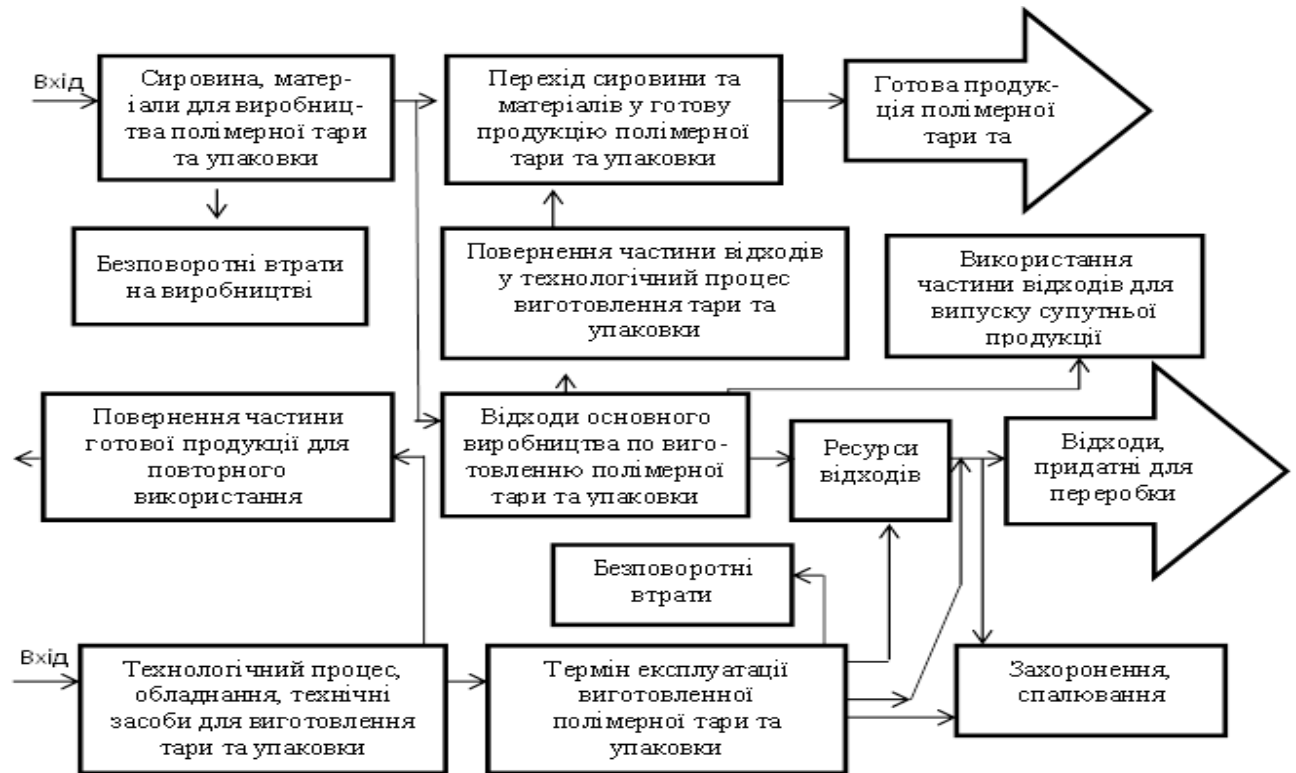 Вхід
Сировина, матер-
іали для виробниц-
тва полімерної тари
та упаковки
Перехід сировини та
матеріалів у готову
продукцію полімерної
тари та упаковки
Готова продук-
ція полімерної
тари та
Безповоротні втрати
на виробництві
Повернення частини відходів
у технологічний процес
виготовлення тари та
упаковки
Використання
частини відходів для
випуску супутньої
продукції
Повернення частини
готової продукції для
повторного
використання
Відходи основного
виробництва по виго-
товленню полімерної
тари та упаковки
Ресурси
відходів
Відходи,
придатні для
переробки
Безповоротні
втрати
Вхід
Технологічний процес,
обладнання, технічні
засоби для виготовлення
тари та упаковки
Термін експлуатації
виготовленної
полімерної тари та
упаковки
Захоронення,
спалювання